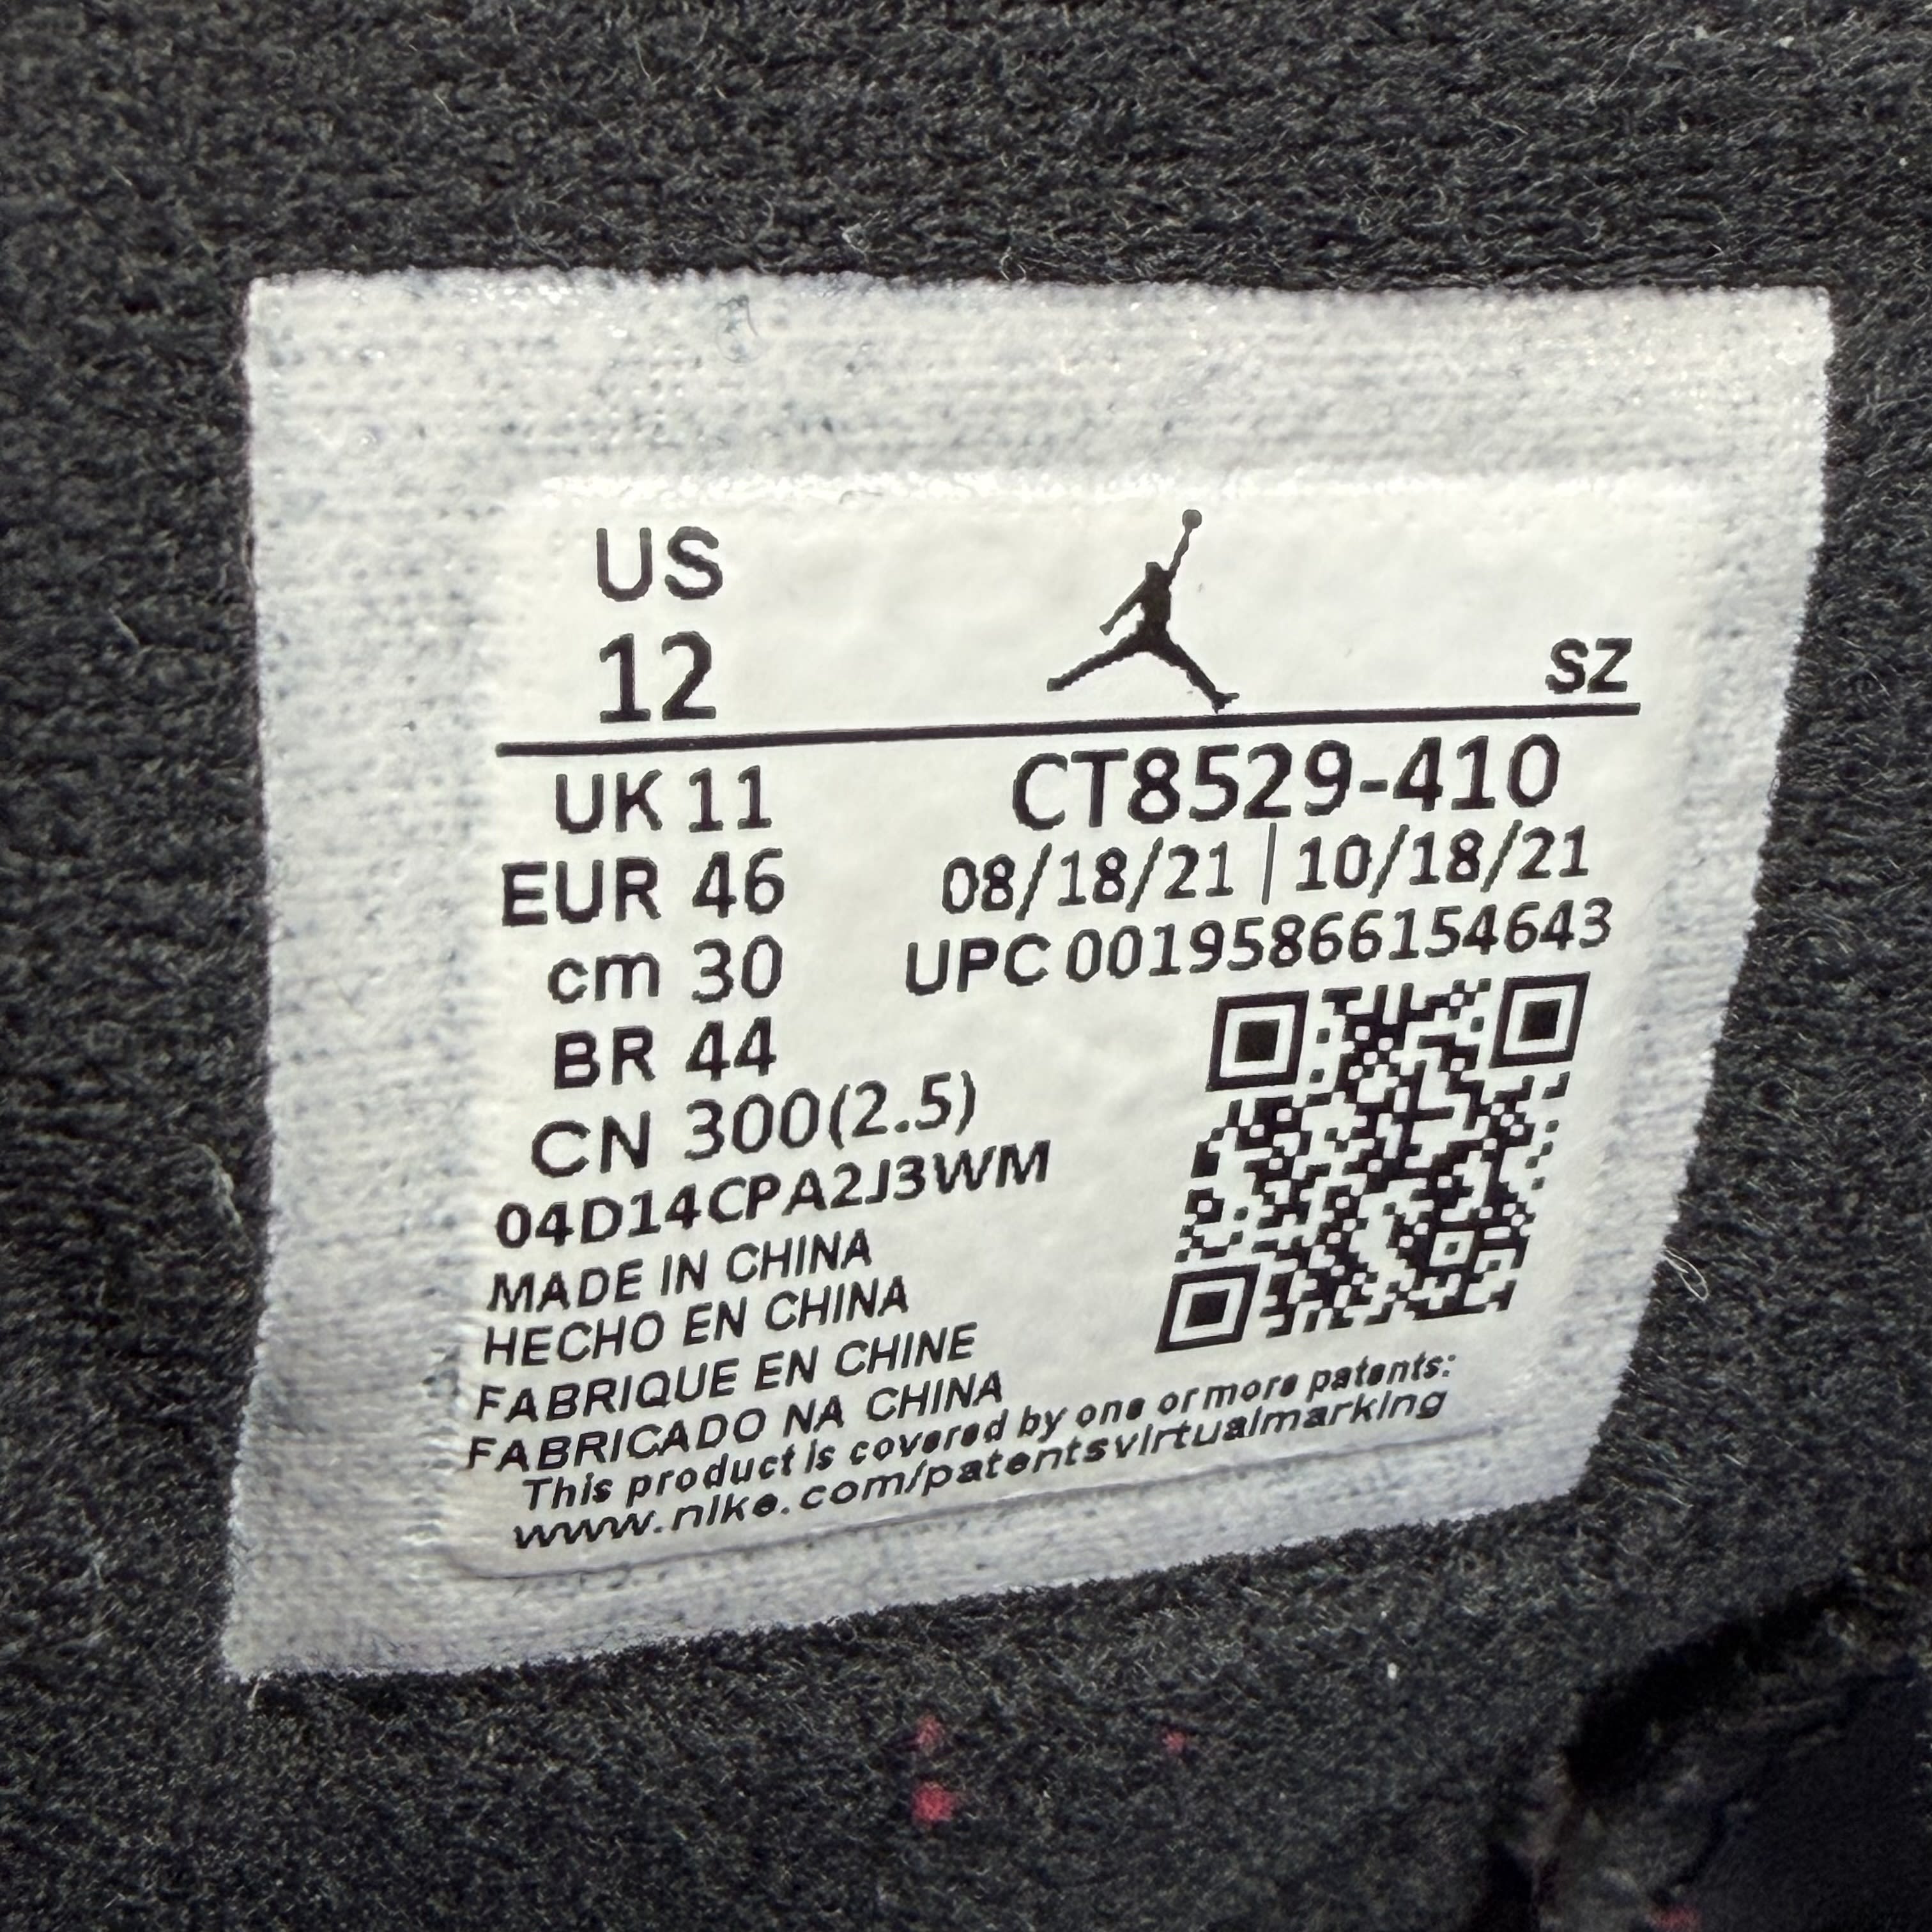 US
12
SZ
UK 11
CT8529-410
EUR 46
08/18/21 | 10/18/21
cm 30
UPC 00195866154643
BR 44
CN 300(2.5)
04D14CPA2J3WM
MADE IN CHINA
HECHO EN CHINA
FABRIQUE EN CHINE
FABRICADO NA CHINA
This product is covered by one or more patents:
www.nike.com/patentsvirtualmarking